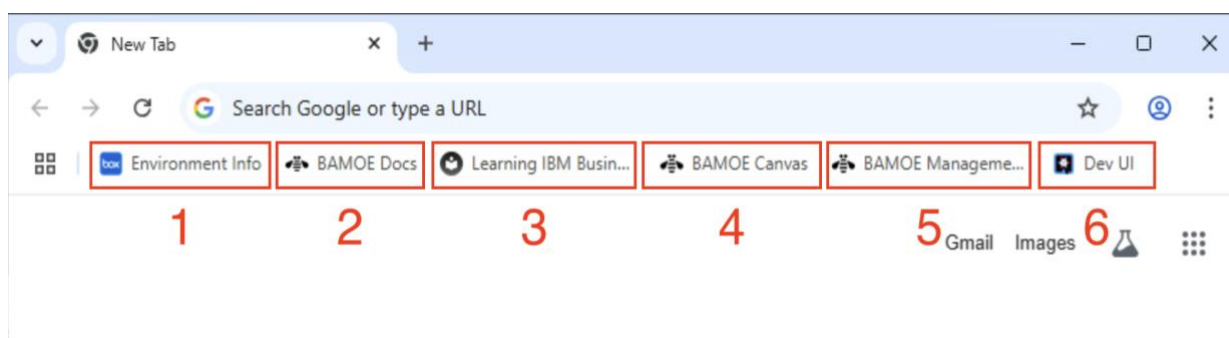 New Tab
Search Google or type a URL
box Environment Info BAMOE Docs Learning IBM Busin... BAMOE Canvas BAMOE Manageme... Dev UI
1 2 3 4 5 6
Gmail Images